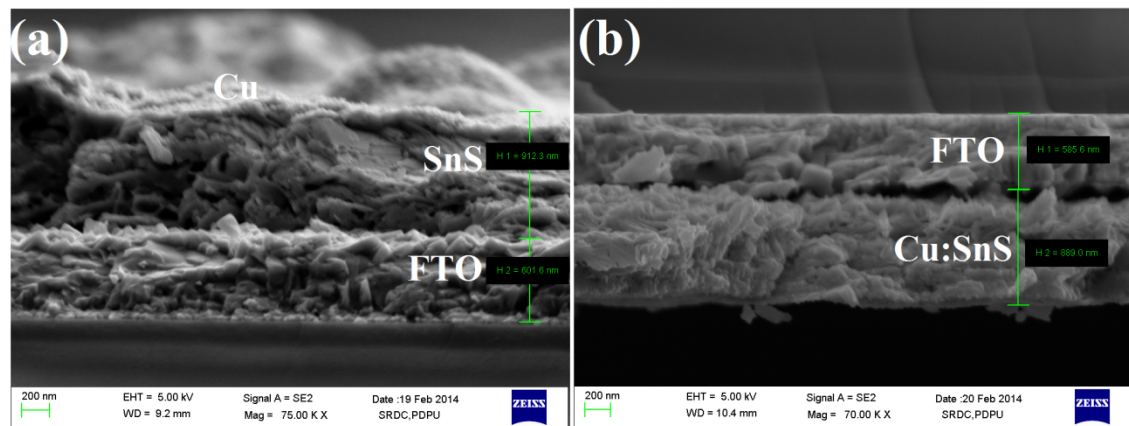 (a)
Cu
SnS
H 1 = 912.3 nm
FTO
H 2 = 601.6 nm
200 nm
EHT = 5.00 kV
WD = 9.2 mm
Signal A = SE2
Mag = 75.00 K X
Date :19 Feb 2014
SRDC,PDPU
ZEISS
(b)
FTO
H 1 = 585.6 nm
Cu:SnS
H 2 = 889.0 nm
200 nm
EHT = 5.00 kV
WD = 10.4 mm
Signal A = SE2
Mag = 70.00 K X
Date :20 Feb 2014
SRDC,PDPU
ZEISS